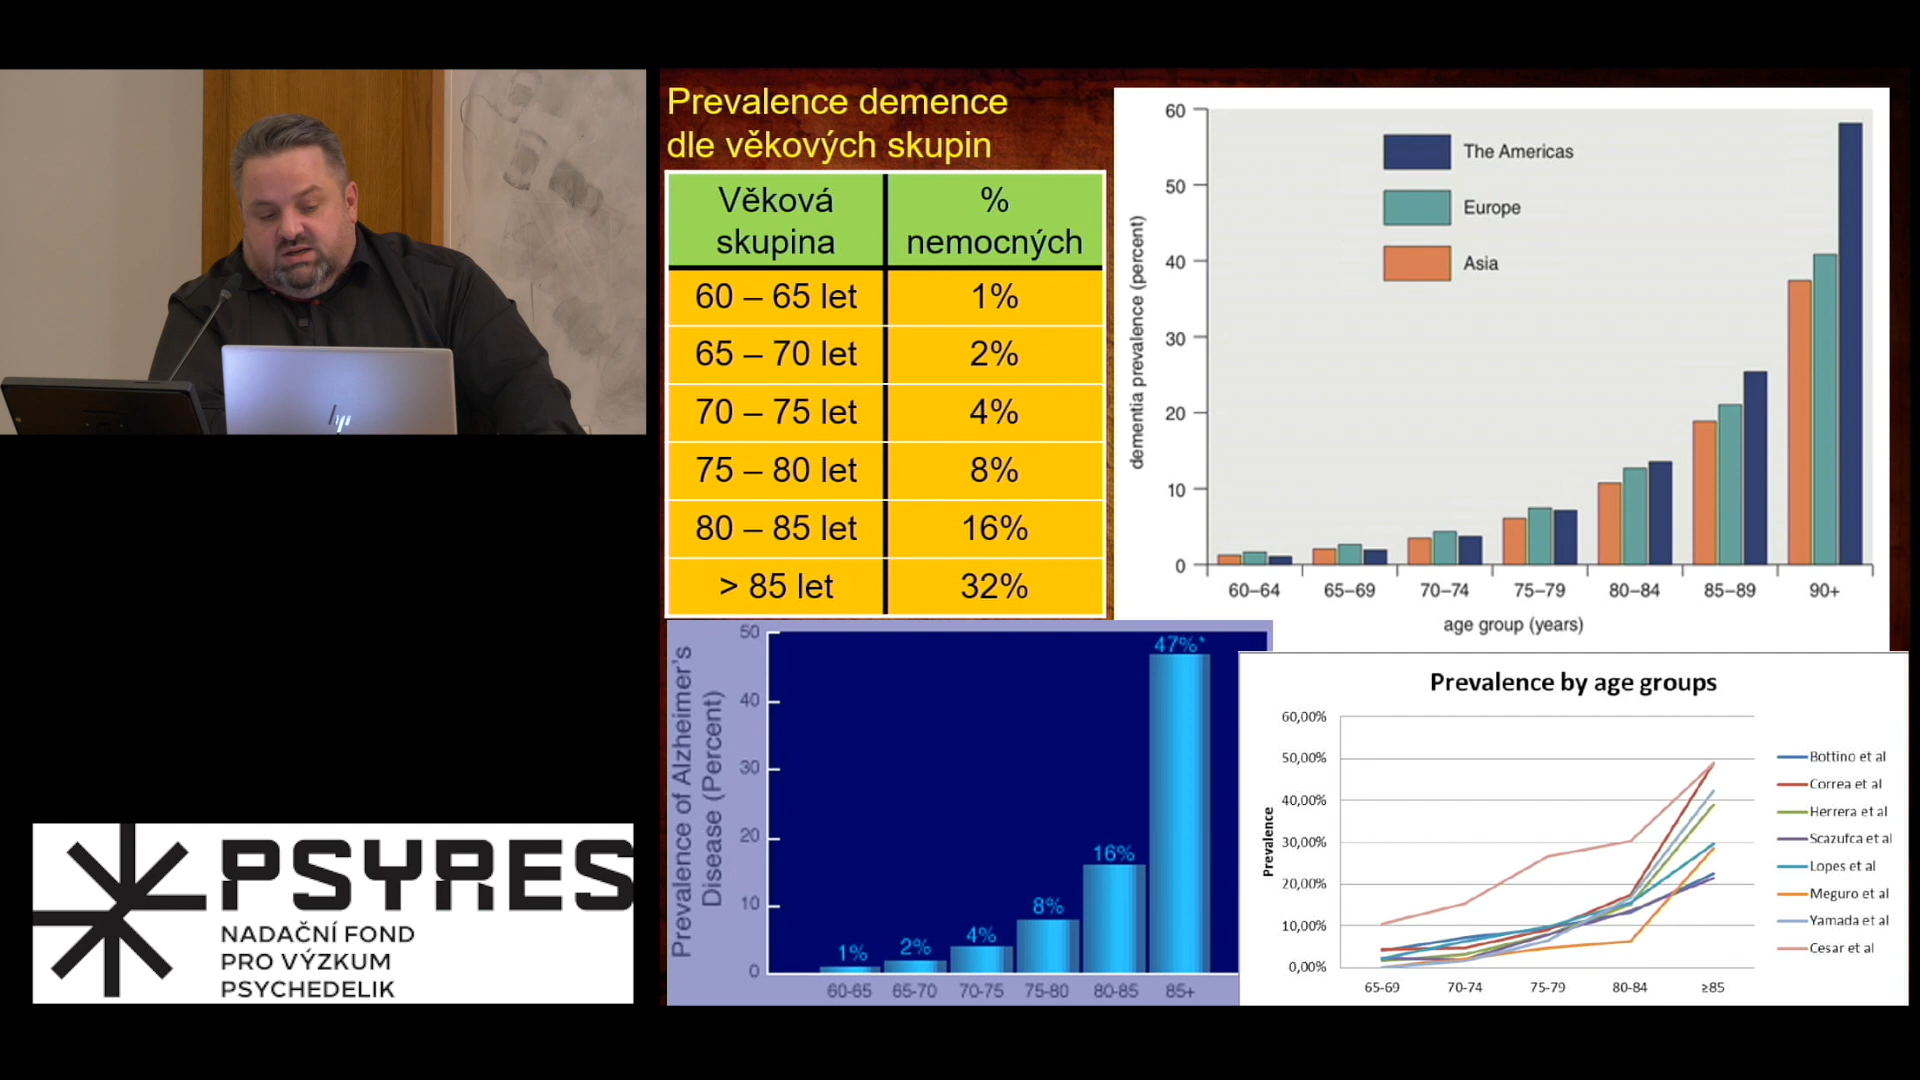 Prevalence demence
dle věkových skupin
Věková skupina
% nemocných
60 – 65 let
1%
65 – 70 let
2%
70 – 75 let
4%
75 – 80 let
8%
80 – 85 let
16%
> 85 let
32%
dementia prevalence (percent)
60
50
40
30
20
10
0
The Americas
Europe
Asia
60–64
65–69
70–74
75–79
80–84
85–89
90+
age group (years)
Prevalence of Alzheimer's
Disease (Percent)
50
40
30
20
10
0
1%
2%
4%
8%
16%
47%*
60-65
65-70
70-75
75-80
80-85
85+
Prevalence by age groups
Prevalence
60,00%
50,00%
40,00%
30,00%
20,00%
10,00%
0,00%
65-69
70-74
75-79
80-84
≥85
Bottino et al
Correa et al
Herrera et al
Scazufca et al
Lopes et al
Meguro et al
Yamada et al
Cesar et al
hp
PSYRES
NADAČNÍ FOND
PRO VÝZKUM
PSYCHEDELIK